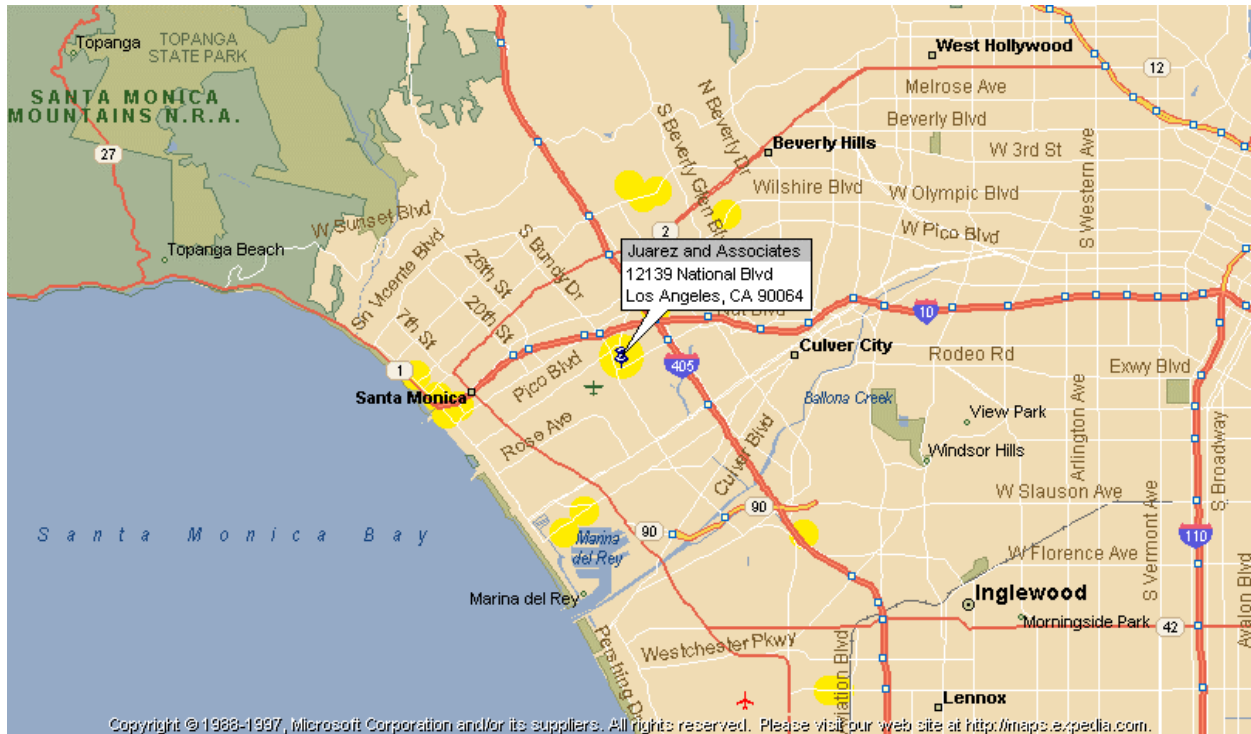 Topanga
TOPANGA
STATE PARK
West Hollywood
12
SANTA MONICA
MOUNTAINS N.R.A.
N Beverly Dr
Melrose Ave
S Beverly Glen Blv
Beverly Blvd
27
Beverly Hills
W 3rd St
S Western Ave
Wilshire Blvd
W Olympic Blvd
W Sunset Blvd
2
W Pico Blvd
Topanga Beach
Sn Vicente Blvd
26th St
S Bundy Dr
Juarez and Associates
12139 National Blvd
Los Angeles, CA 90064
7th St
20th St
10
Culver City
Rodeo Rd
Exwy Blvd
1
Pico Blvd
405
Santa Monica
Ballona Creek
View Park
Arlington Ave
Rose Ave
Windsor Hills
S Broadway
Culver Blvd
W Slauson Ave
90
90
Santa Monica Bay
Marina
del Rey
W Florence Ave
S Vermont Ave
110
Marina del Rey
Inglewood
Morningside Park
42
Avalon Blvd
Pershing Dr
Westchester Pkwy
viation Blvd
Lennox
Copyright © 1988-1997, Microsoft Corporation and/or its suppliers. All rights reserved. Please visit our web site at http://maps.expedia.com.